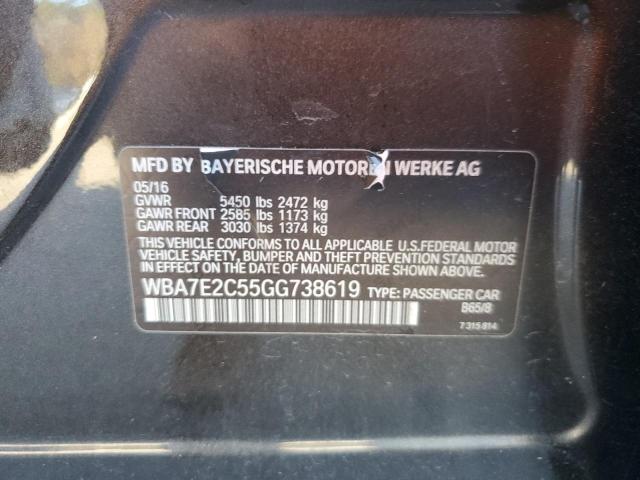 MFD BY BAYERISCHE MOTOREN WERKE AG
05/16
GVWR 5450 lbs 2472 kg
GAWR FRONT 2585 lbs 1173 kg
GAWR REAR 3030 lbs 1374 kg
THIS VEHICLE CONFORMS TO ALL APPLICABLE U.S.FEDERAL MOTOR
VEHICLE SAFETY, BUMPER AND THEFT PREVENTION STANDARDS
IN EFFECT ON THE DATE OF MANUFACTURE SHOWN ABOVE.
WBA7E2C55GG738619 TYPE: PASSENGER CAR
B65/8
7 315 814